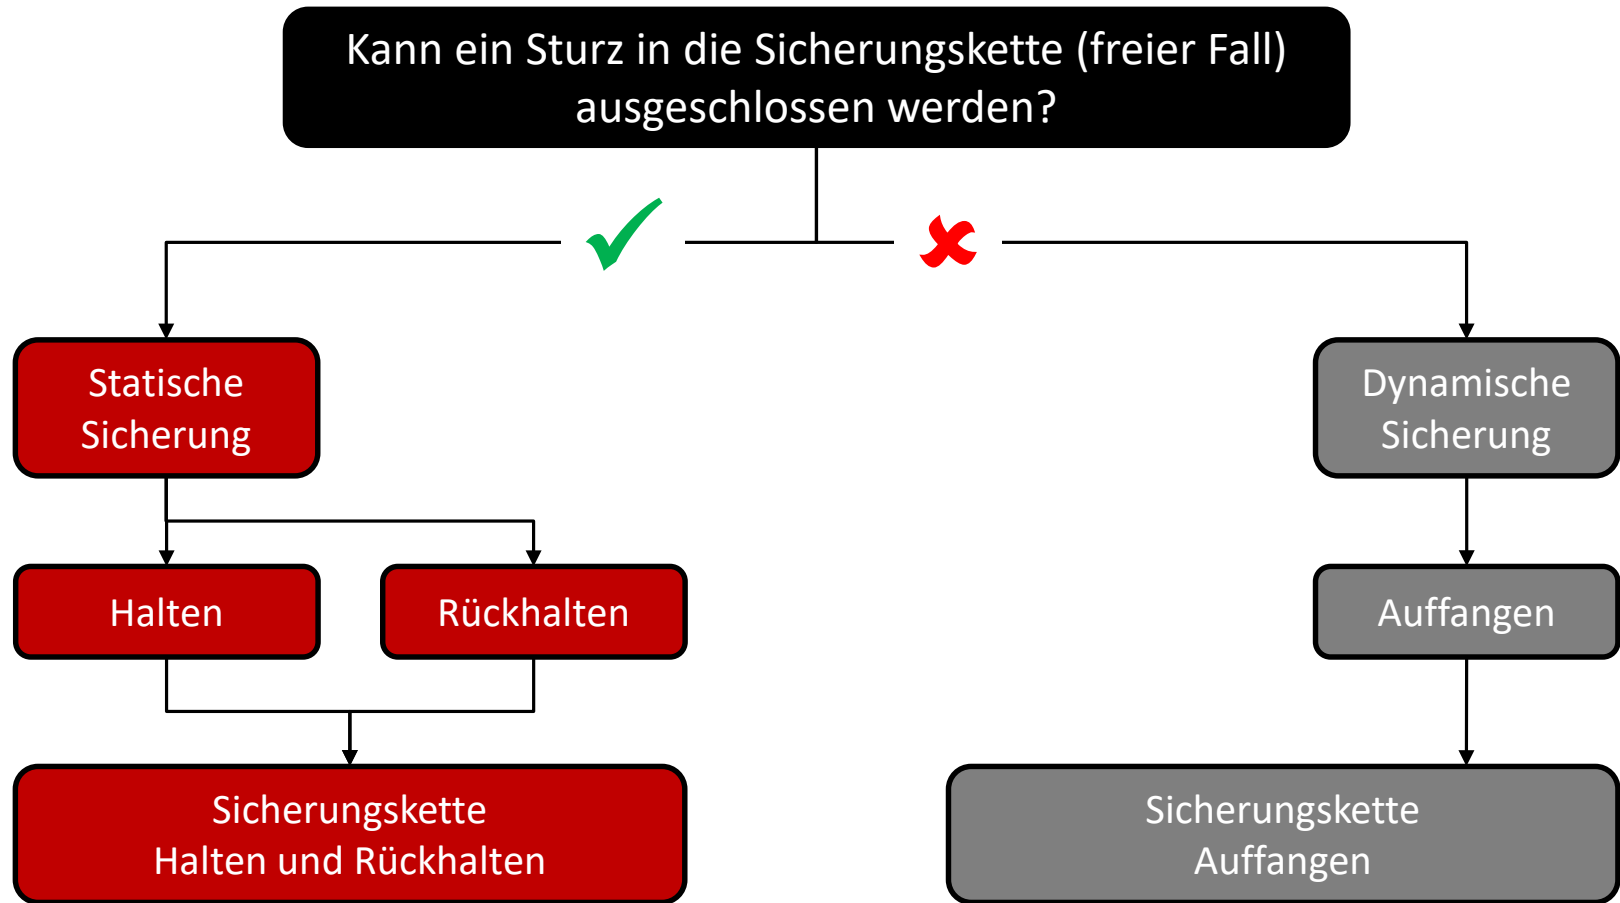 Kann ein Sturz in die Sicherungskette (freier Fall)
ausgeschlossen werden?
Statische
Sicherung
Dynamische
Sicherung
Halten
Rückhalten
Auffangen
Sicherungskette
Halten und Rückhalten
Sicherungskette
Auffangen